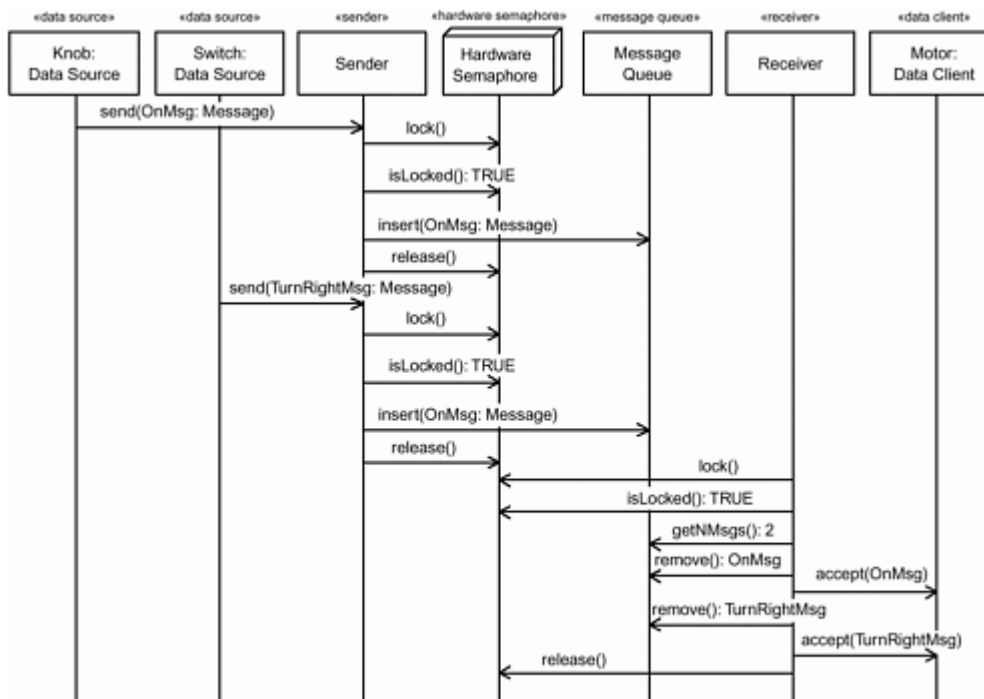 «data source»
«data source»
«sender»
«hardware semaphore»
«message queue»
«receiver»
«data client»
Knob:
Data Source
Switch:
Data Source
Sender
Hardware
Semaphore
Message
Queue
Receiver
Motor:
Data Client
send(OnMsg: Message)
lock()
isLocked(): TRUE
insert(OnMsg: Message)
release()
send(TurnRightMsg: Message)
lock()
isLocked(): TRUE
insert(OnMsg: Message)
release()
lock()
isLocked(): TRUE
getNMsgs(): 2
remove(): OnMsg
accept(OnMsg)
remove(): TurnRightMsg
accept(TurnRightMsg)
release()